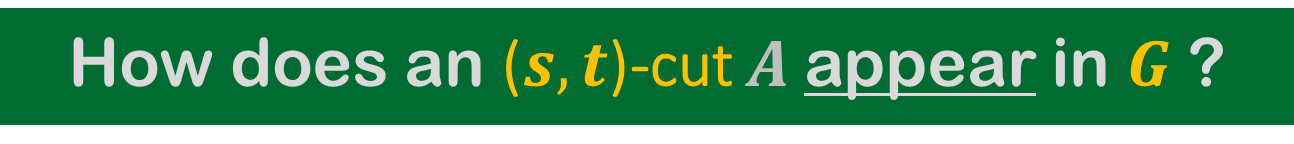 How does an (s, t)-cut A appear in G ?